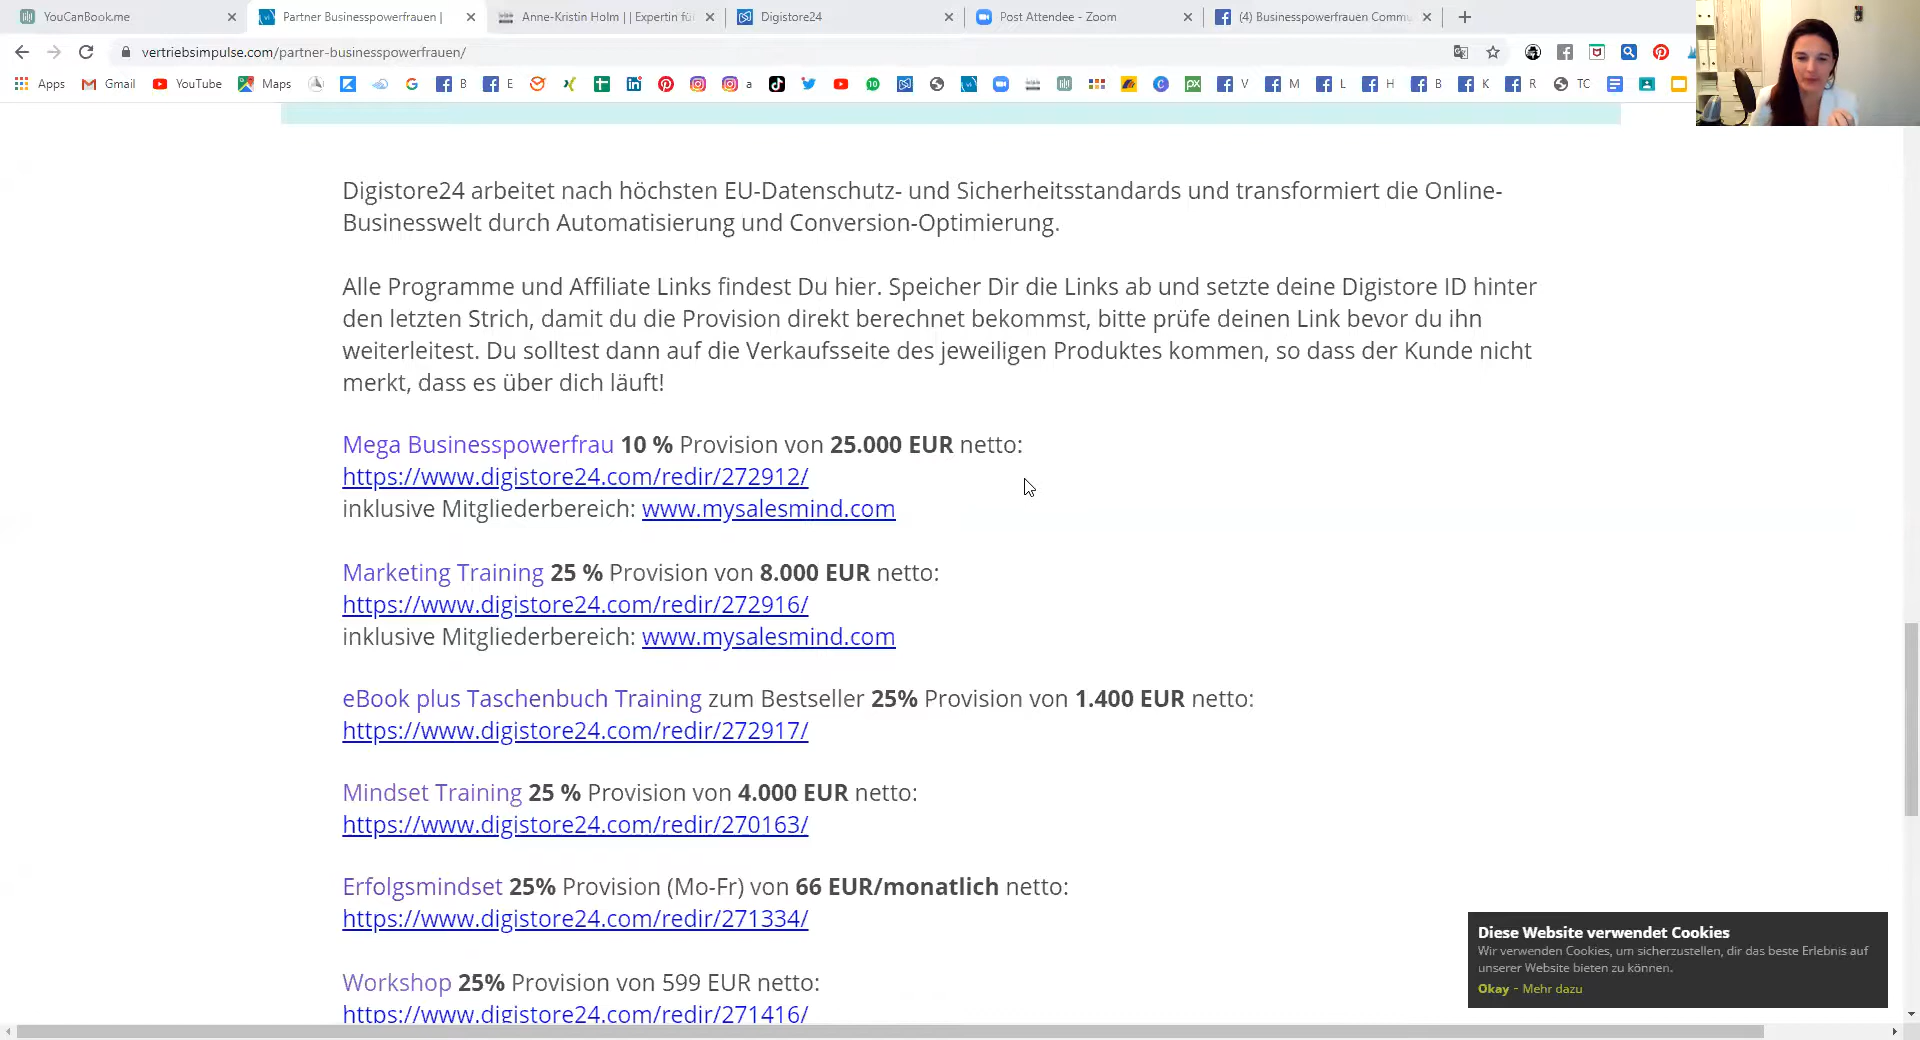 YouCanBook.me
Partner Businesspowerfrauen |
Anne-Kristin Holm | | Expertin fü
Digistore24
Post Attendee - Zoom
(4) Businesspowerfrauen Commu
vertriebsimpulse.com/partner-businesspowerfrauen/
Apps Gmail YouTube Maps B E a V M L H B K R TC
Digistore24 arbeitet nach höchsten EU-Datenschutz- und Sicherheitsstandards und transformiert die Online-
Businesswelt durch Automatisierung und Conversion-Optimierung.
Alle Programme und Affiliate Links findest Du hier. Speicher Dir die Links ab und setzte deine Digistore ID hinter
den letzten Strich, damit du die Provision direkt berechnet bekommst, bitte prüfe deinen Link bevor du ihn
weiterleitest. Du solltest dann auf die Verkaufsseite des jeweiligen Produktes kommen, so dass der Kunde nicht
merkt, dass es über dich läuft!
Mega Businesspowerfrau 10 % Provision von 25.000 EUR netto:
https://www.digistore24.com/redir/272912/
inklusive Mitgliederbereich: www.mysalesmind.com
Marketing Training 25 % Provision von 8.000 EUR netto:
https://www.digistore24.com/redir/272916/
inklusive Mitgliederbereich: www.mysalesmind.com
eBook plus Taschenbuch Training zum Bestseller 25% Provision von 1.400 EUR netto:
https://www.digistore24.com/redir/272917/
Mindset Training 25 % Provision von 4.000 EUR netto:
https://www.digistore24.com/redir/270163/
Erfolgsmindset 25% Provision (Mo-Fr) von 66 EUR/monatlich netto:
https://www.digistore24.com/redir/271334/
Workshop 25% Provision von 599 EUR netto:
https://www.digistore24.com/redir/271416/
Diese Website verwendet Cookies
Wir verwenden Cookies, um sicherzustellen, dir das beste Erlebnis auf
unserer Website bieten zu können.
Okay - Mehr dazu